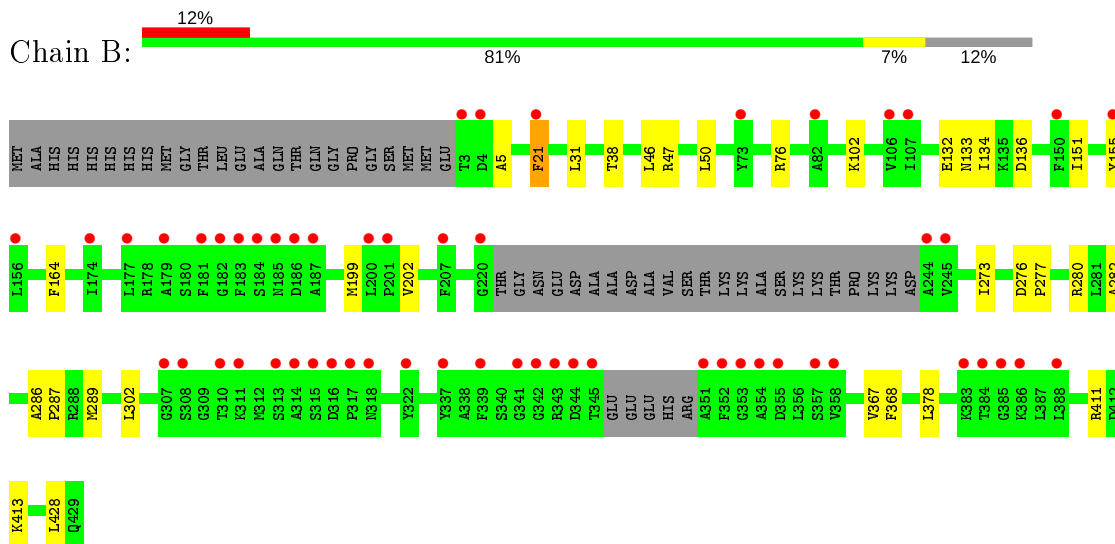 12%
Chain B:
81% 7% 12%
MET ALA HIS HIS HIS HIS HIS HIS HIS MET GLY THR LEU GLU ALA GLN THR GLN GLY PRO GLY SER MET MET GLU T3 D4 A5 F21 L31 T38 L46 R47 L50 Y73 R76 A82 K102 V106 I107 E132 N133 I134 K135 D136 F150 I151 Y155
L156 F164 I174 L177 R178 A179 S180 F181 G182 F183 S184 N185 D186 A187 M199 L200 P201 V202 F207 G220 THR GLY ASN GLU ASP ALA ALA ASP ALA VAL SER THR LYS LYS ALA SER LYS LYS THR PRO LYS LYS ASP A244 V245 I273 D276 P277 R280 L281 A282
A286 P287 R288 M289 L302 G307 S308 G309 T310 K311 M312 S313 A314 S315 D316 P317 N318 Y322 Y337 A338 F339 S340 G341 G342 R343 D344 T345 GLU GLU GLU HIS ARG A351 F352 G353 A354 D355 L356 S357 V358 V367 F368 L378 K383 T384 G385 K386 L387 L388 R411 D412
K413 L428 Q429